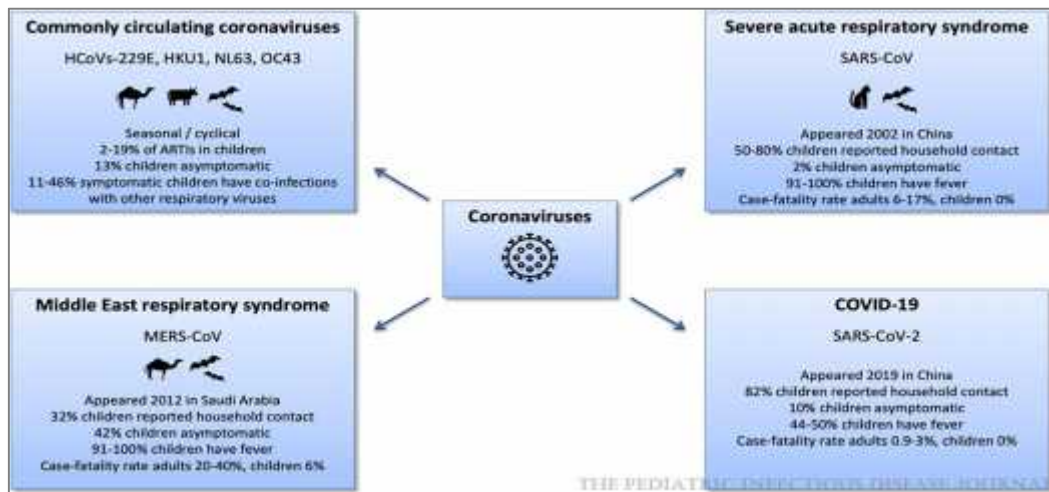 Commonly circulating coronaviruses
HCoVs-229E, HKU1, NL63, OC43
Seasonal / cyclical
2-19% of ARTIs in children
13% children asymptomatic
11-46% symptomatic children have co-infections
with other respiratory viruses
Severe acute respiratory syndrome
SARS-CoV
Appeared 2002 in China
50-80% children reported household contact
2% children asymptomatic
91-100% children have fever
Case-fatality rate adults 6-17%, children 0%
Coronaviruses
Middle East respiratory syndrome
MERS-CoV
Appeared 2012 in Saudi Arabia
32% children reported household contact
42% children asymptomatic
91-100% children have fever
Case-fatality rate adults 20-40%, children 6%
COVID-19
SARS-CoV-2
Appeared 2019 in China
82% children reported household contact
10% children asymptomatic
44-50% children have fever
Case-fatality rate adults 0.9-3%, children 0%
THE PEDIATRIC INFECTIOUS DISEASE JOURNAL